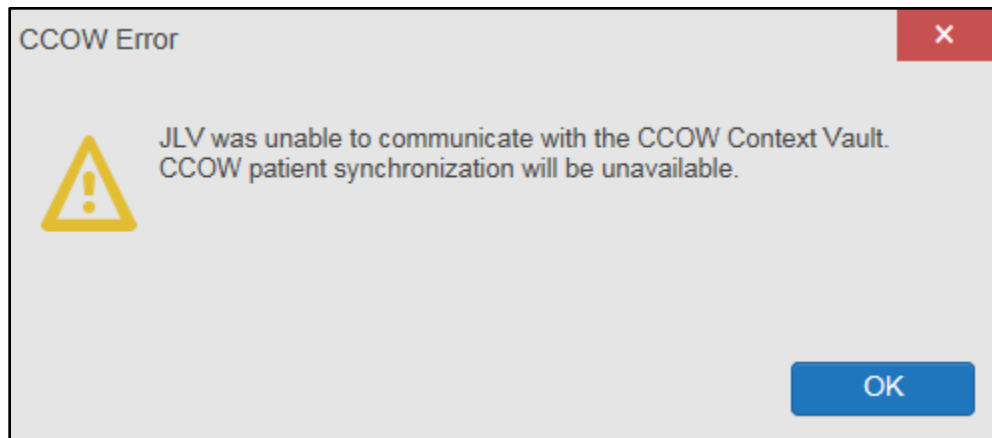 CCOW Error
JLV was unable to communicate with the CCOW Context Vault.
CCOW patient synchronization will be unavailable.
OK